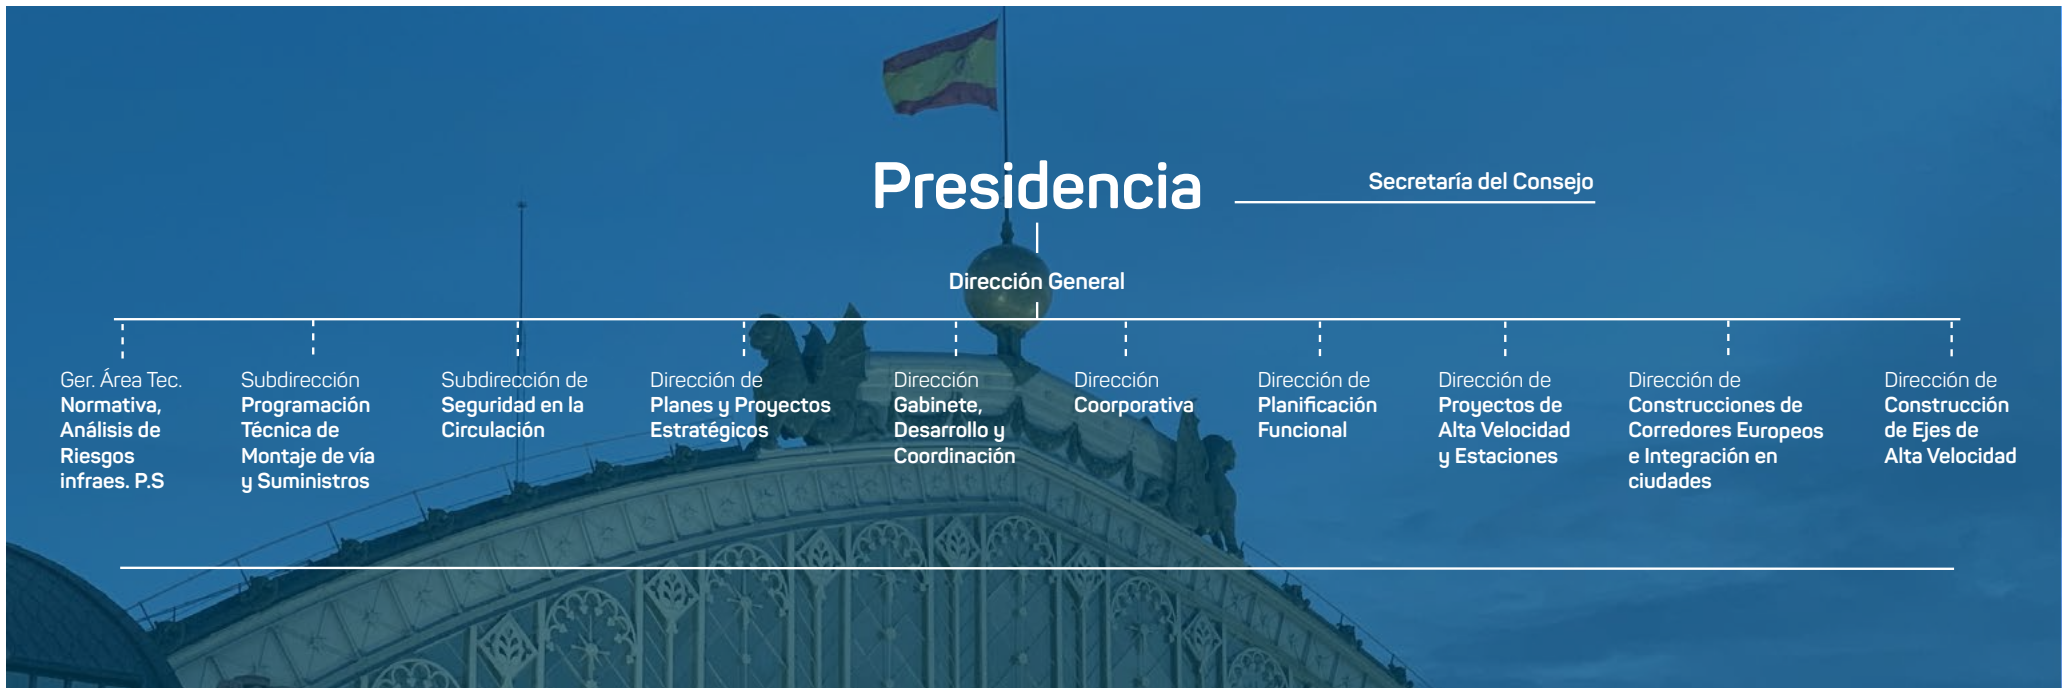 Presidencia
Secretaría del Consejo
Dirección General
Ger. Área Tec.
Normativa,
Análisis de
Riesgos
infraes. P.S
Subdirección
Programación
Técnica de
Montaje de vía
y Suministros
Subdirección de
Seguridad en la
Circulación
Dirección de
Planes y Proyectos
Estratégicos
Dirección
Gabinete,
Desarrollo y
Coordinación
Dirección
Coorporativa
Dirección de
Planificación
Funcional
Dirección de
Proyectos de
Alta Velocidad
y Estaciones
Dirección de
Construcciones de
Corredores Europeos
e Integración en
ciudades
Dirección de
Construcción
de Ejes de
Alta Velocidad